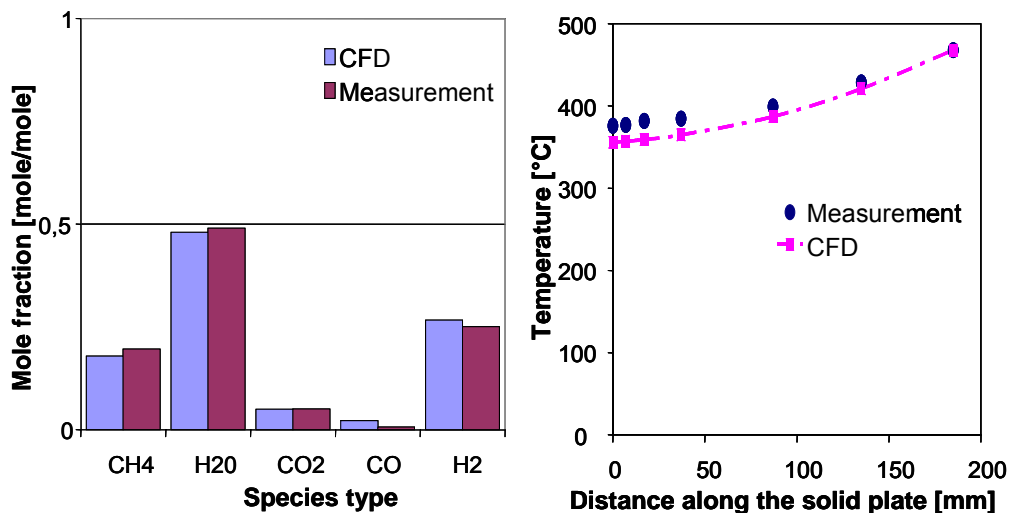 1
0,5
0
Mole fraction [mole/mole]
CFD
Measurement
CH4
H20
CO2
CO
H2
Species type
500
400
300
200
100
0
Temperature [°C]
Measurement
CFD
0
50
100
150
200
Distance along the solid plate [mm]